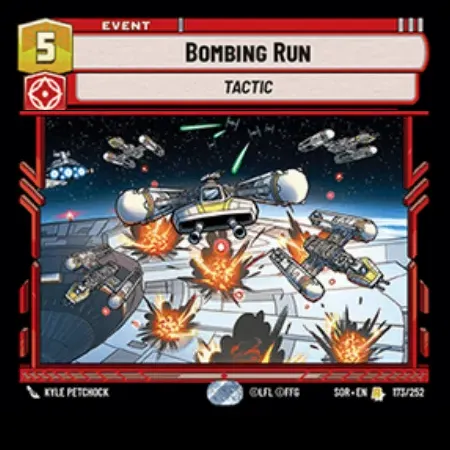 5
EVENT
BOMBING RUN
TACTIC
KYLE PETCHOCK
©LFL ©FFG
SOR • EN
173/252